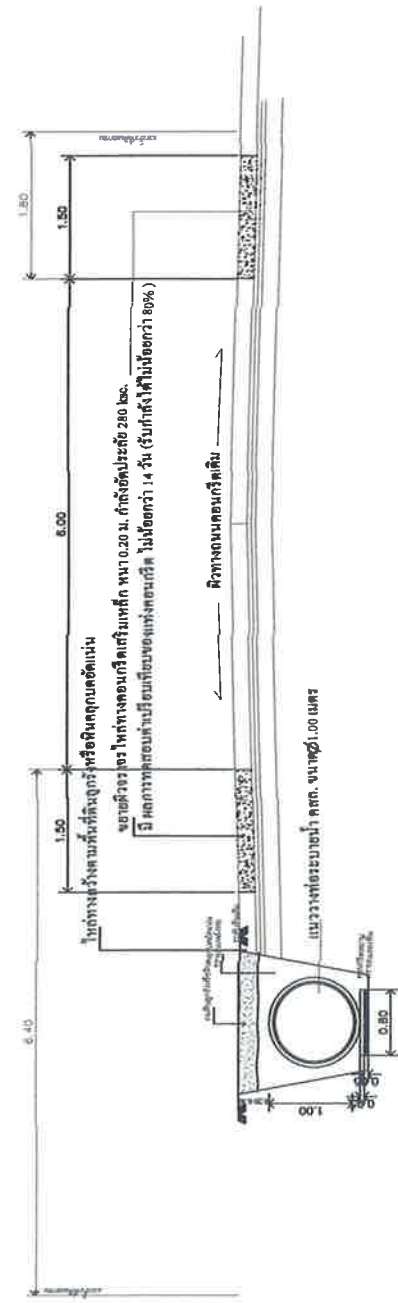 1.80
1.50
6.00
1.50
6.40
ขยายผิวจราจร ไหล่ทางคอนกรีตเสริมเหล็ก หนา 0.20 ม. กำลังอัดประลัย 280 ksc.
มี ผลการทดสอบค่าเปรียบเทียบของแท่งคอนกรีต ไม่น้อยกว่า 14 วัน (รับกำลังได้ไม่น้อยกว่า 80%)
ไหล่ทางกว้างตามพื้นที่ดินลูกรังหรือหินคลุกบดอัดแน่น
ผิวทางถนนคอนกรีตเดิม
แนววางท่อระบายน้ำ คสล. ขนาดØ1.00 เมตร
1.00
0.80